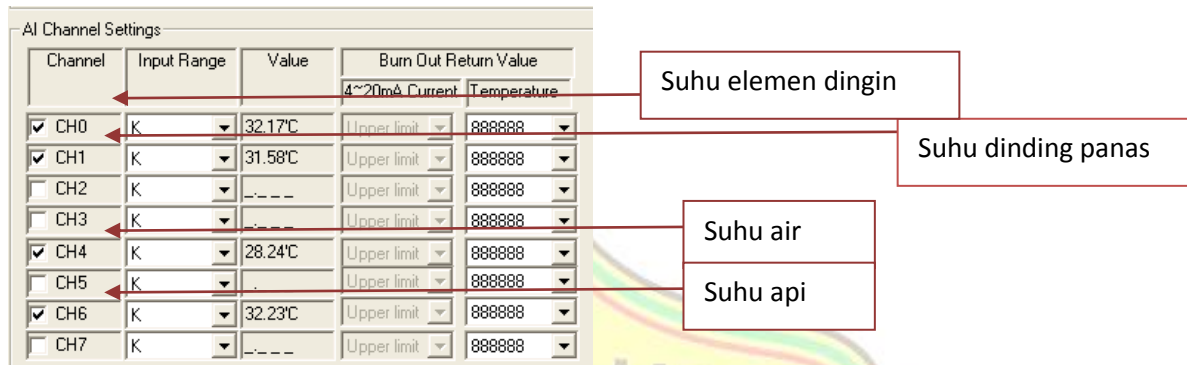 AI Channel Settings
Channel Input Range Value Burn Out Return Value
4~20mA Current Temperature
CH0 K 32.17'C Upper limit 888888
CH1 K 31.58'C Upper limit 888888
CH2 K _._ _ _ Upper limit 888888
CH3 K _._ _ _ Upper limit 888888
CH4 K 28.24'C Upper limit 888888
CH5 K . Upper limit 888888
CH6 K 32.23'C Upper limit 888888
CH7 K _._ _ _ Upper limit 888888
Suhu elemen dingin
Suhu dinding panas
Suhu air
Suhu api